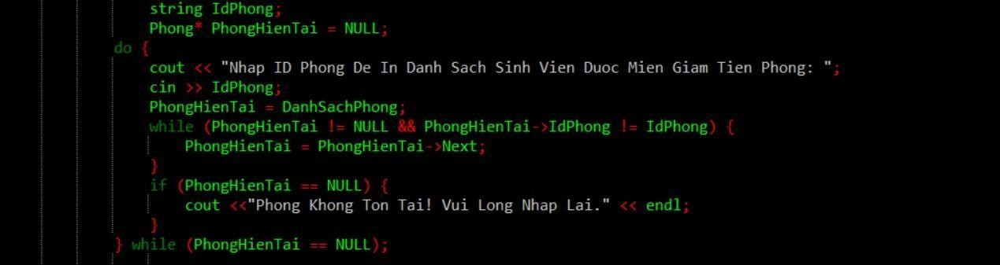 string IdPhong;
Phong* PhongHienTai = NULL;
do {
cout << "Nhap ID Phong De In Danh Sach Sinh Vien Duoc Mien Giam Tien Phong: ";
cin >> IdPhong;
PhongHienTai = DanhSachPhong;
while (PhongHienTai != NULL && PhongHienTai->IdPhong != IdPhong) {
PhongHienTai = PhongHienTai->Next;
}
if (PhongHienTai == NULL) {
cout <<"Phong Khong Ton Tai! Vui Long Nhap Lai." << endl;
}
} while (PhongHienTai == NULL);